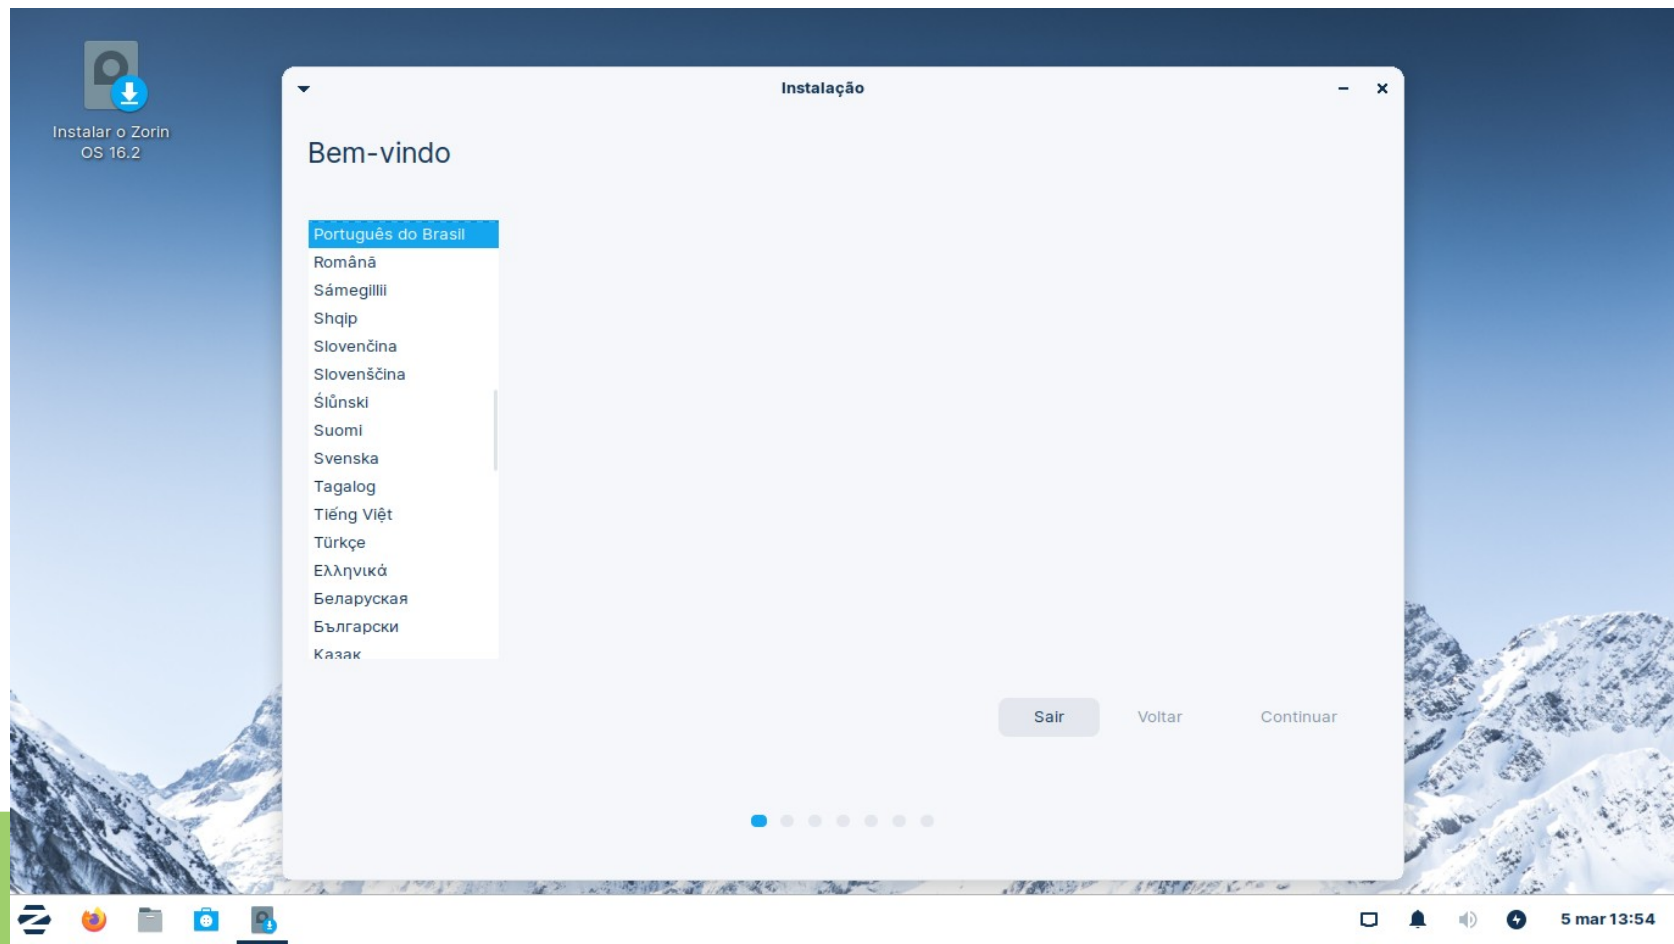 Instalar o Zorin
OS 16.2
Instalação
Bem-vindo
Português do Brasil
Română
Sámegillii
Shqip
Slovenčina
Slovenščina
Ślůnski
Suomi
Svenska
Tagalog
Tiếng Việt
Türkçe
Ελληνικά
Беларуская
Български
Казак
Sair
Voltar
Continuar
5 mar 13:54